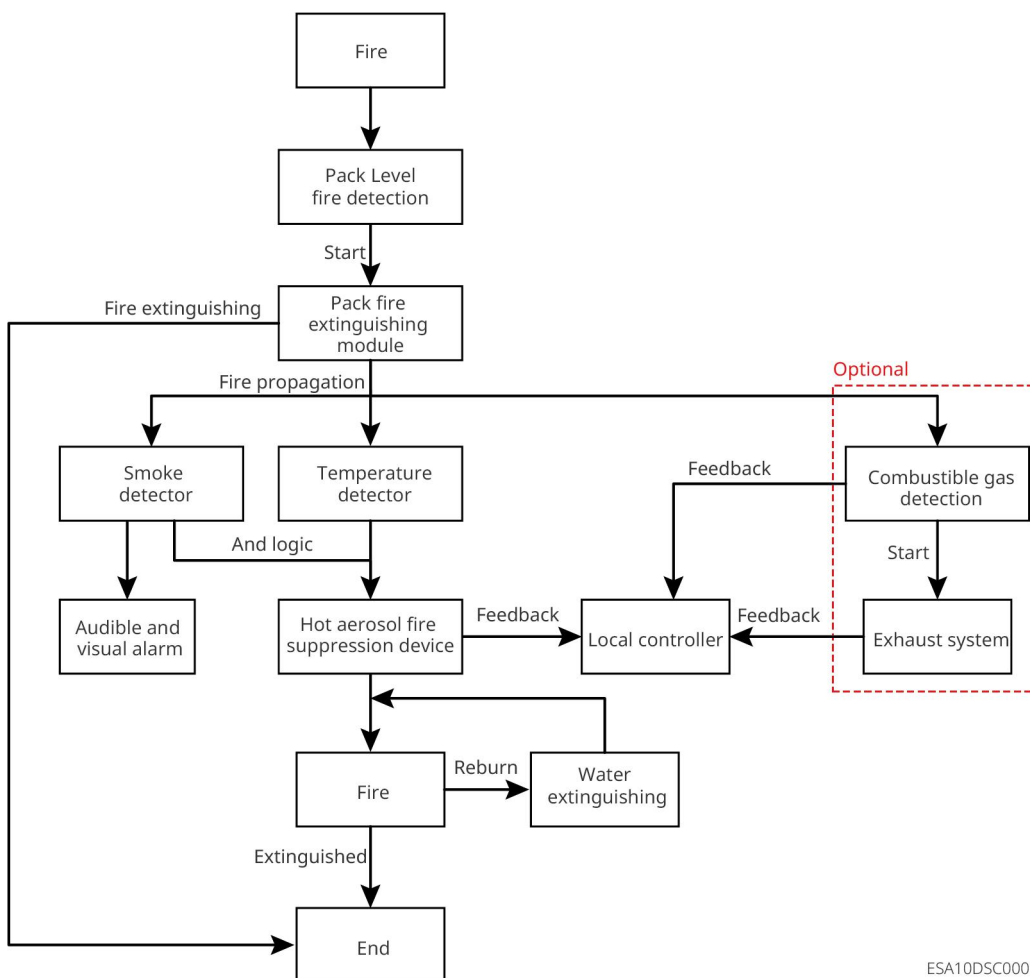 Fire
Pack Level
fire detection
Start
Fire extinguishing
Pack fire
extinguishing
module
Fire propagation
Optional
Smoke
detector
Temperature
detector
Feedback
Combustible gas
detection
And logic
Start
Audible and
visual alarm
Hot aerosol fire
suppression device
Feedback
Local controller
Feedback
Exhaust system
Fire
Reburn
Water
extinguishing
Extinguished
End
ESA10DSC000